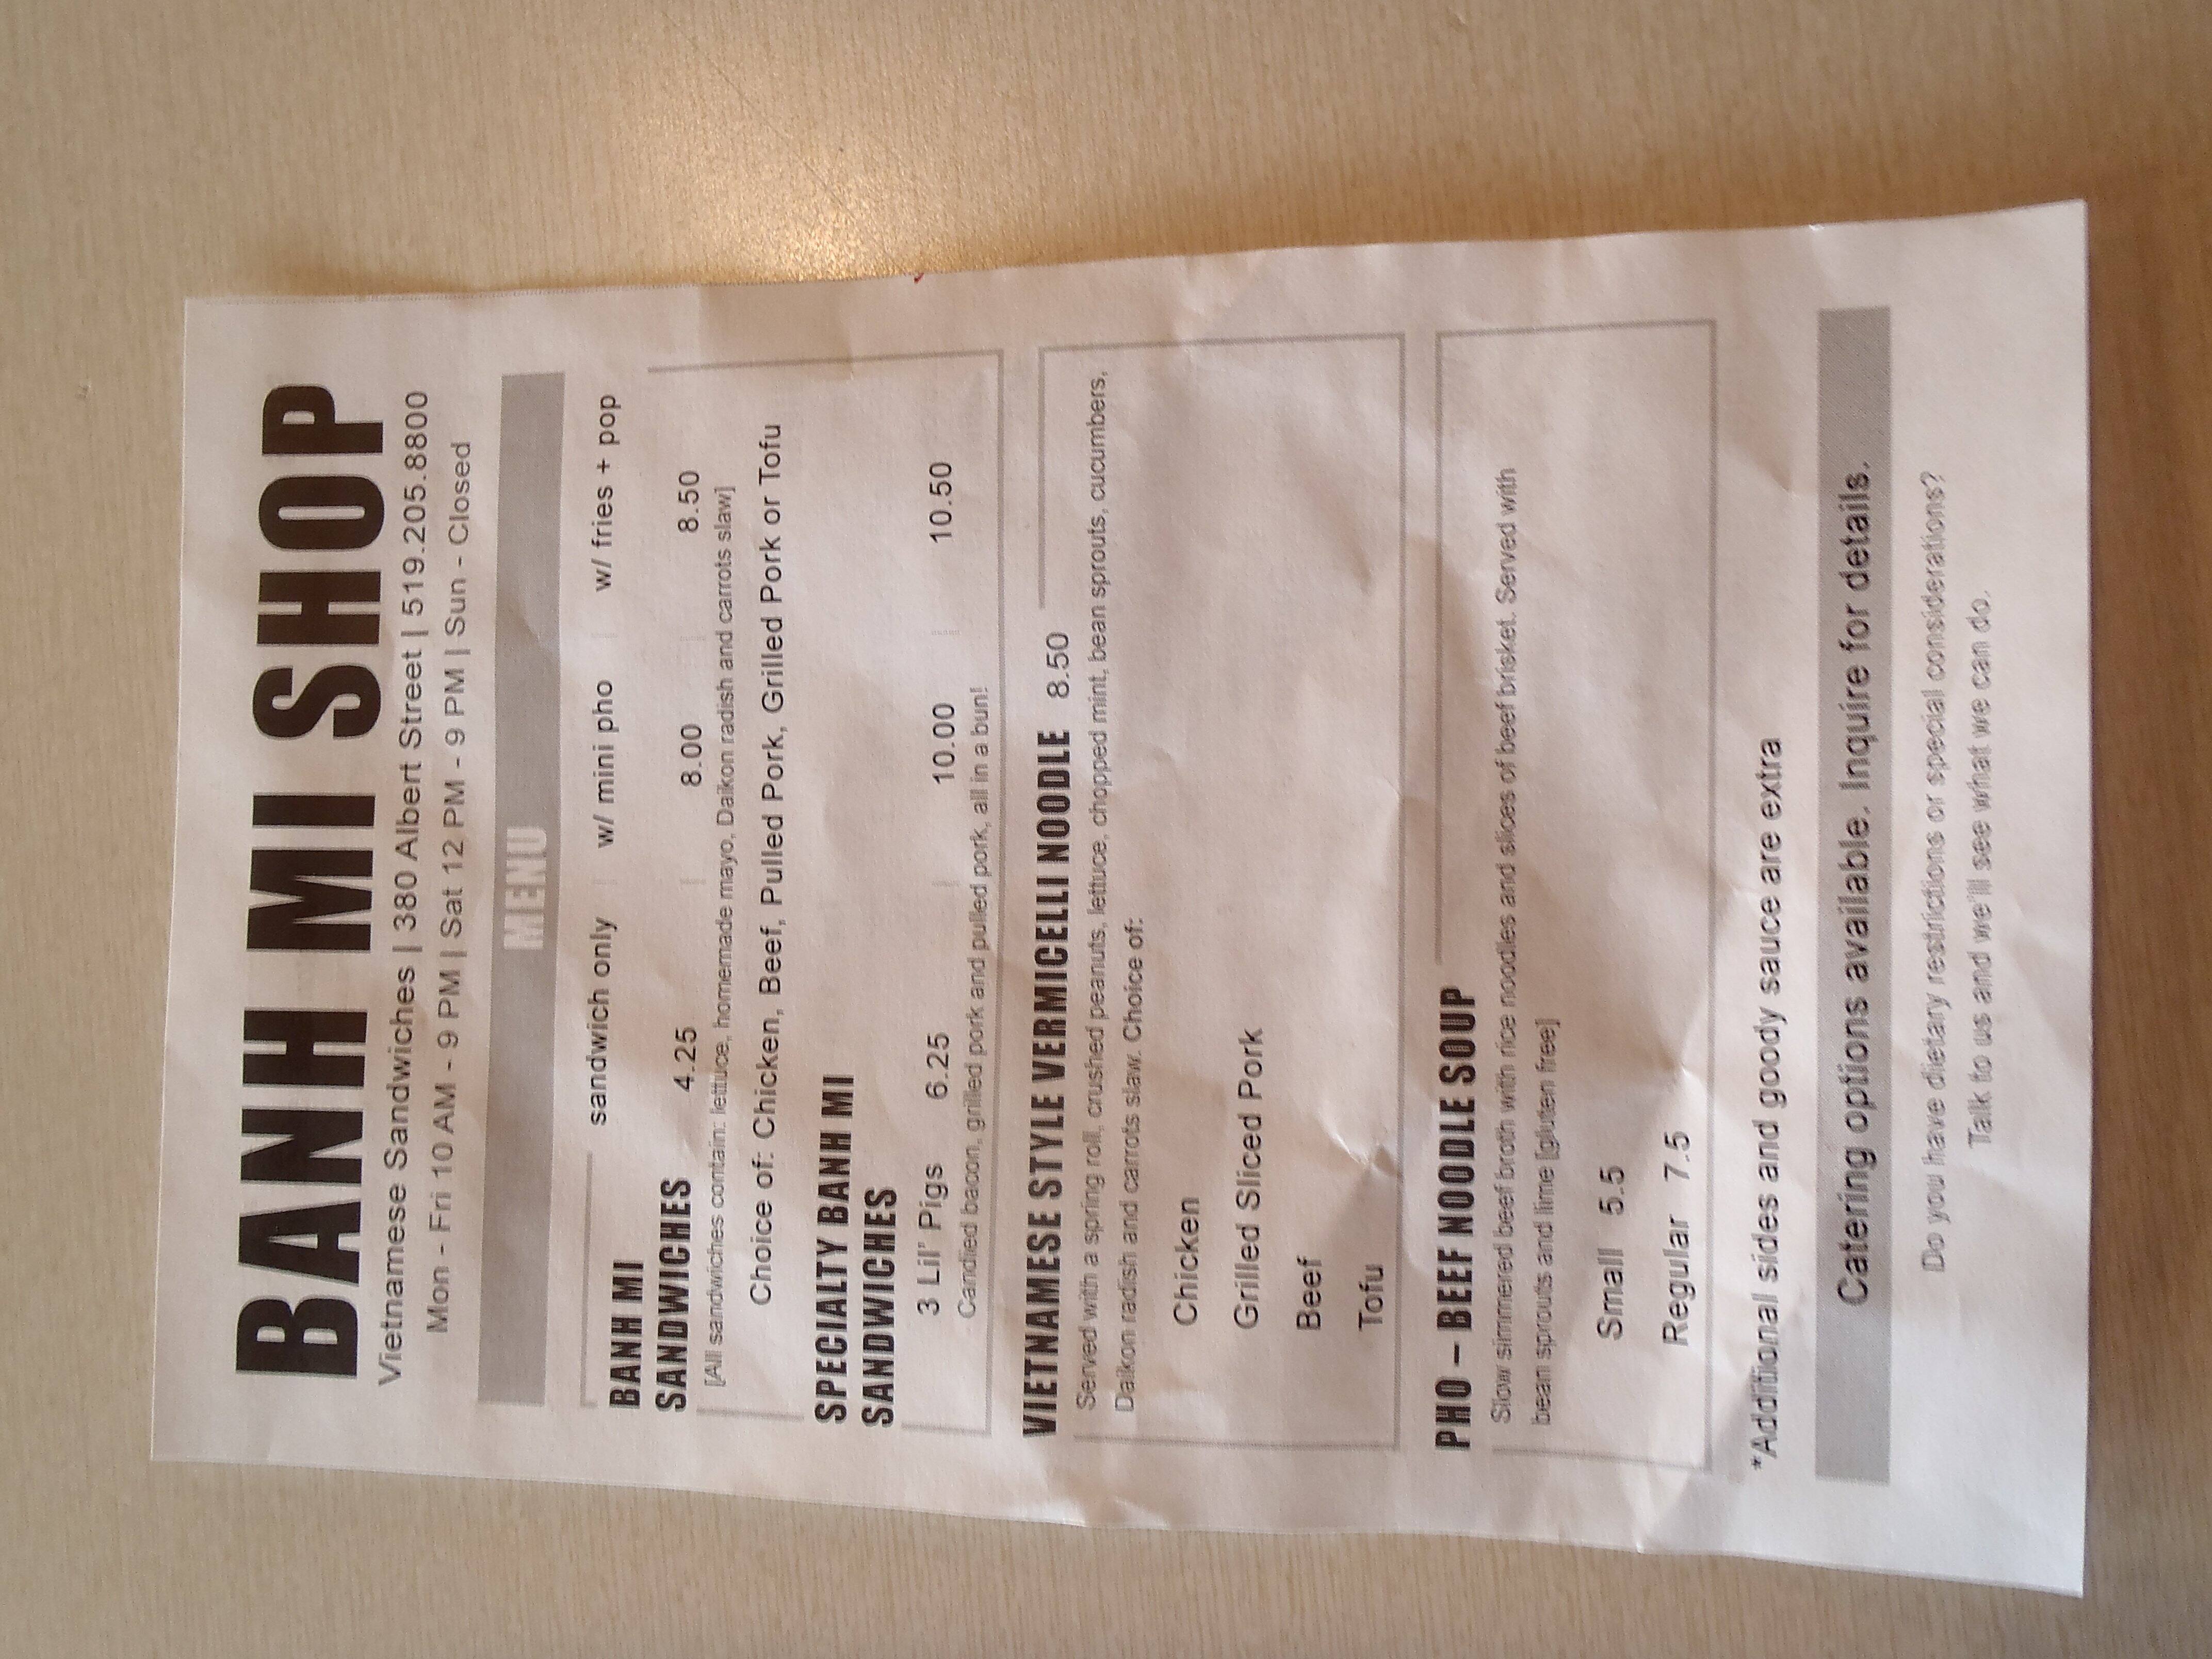 BANH MI SHOP
Vietnamese Sandwiches | 380 Albert Street | 519.205.8800
Mon - Fri 10 AM - 9 PM | Sat 12 PM - 9 PM | Sun - Closed
MENU
sandwich only w/ mini pho w/ fries + pop
BANH MI
SANDWICHES 4.25 8.00 8.50
[All sandwiches contain: lettuce, homemade mayo, Daikon radish and carrots slaw]
Choice of: Chicken, Beef, Pulled Pork, Grilled Pork or Tofu
SPECIALTY BANH MI
SANDWICHES
3 Lil' Pigs 6.25 10.00 10.50
Candied bacon, grilled pork and pulled pork, all in a bun!
VIETNAMESE STYLE VERMICELLI NOODLE 8.50
Served with a spring roll, crushed peanuts, lettuce, chopped mint, bean sprouts, cucumbers,
Daikon radish and carrots slaw. Choice of:
Chicken
Grilled Sliced Pork
Beef
Tofu
PHO – BEEF NOODLE SOUP
Slow simmered beef broth with rice noodles and slices of beef brisket. Served with
bean sprouts and lime [gluten free]
Small 5.5
Regular 7.5
*Additional sides and goody sauce are extra
Catering options available. Inquire for details.
Do you have dietary restrictions or special considerations?
Talk to us and we'll see what we can do.